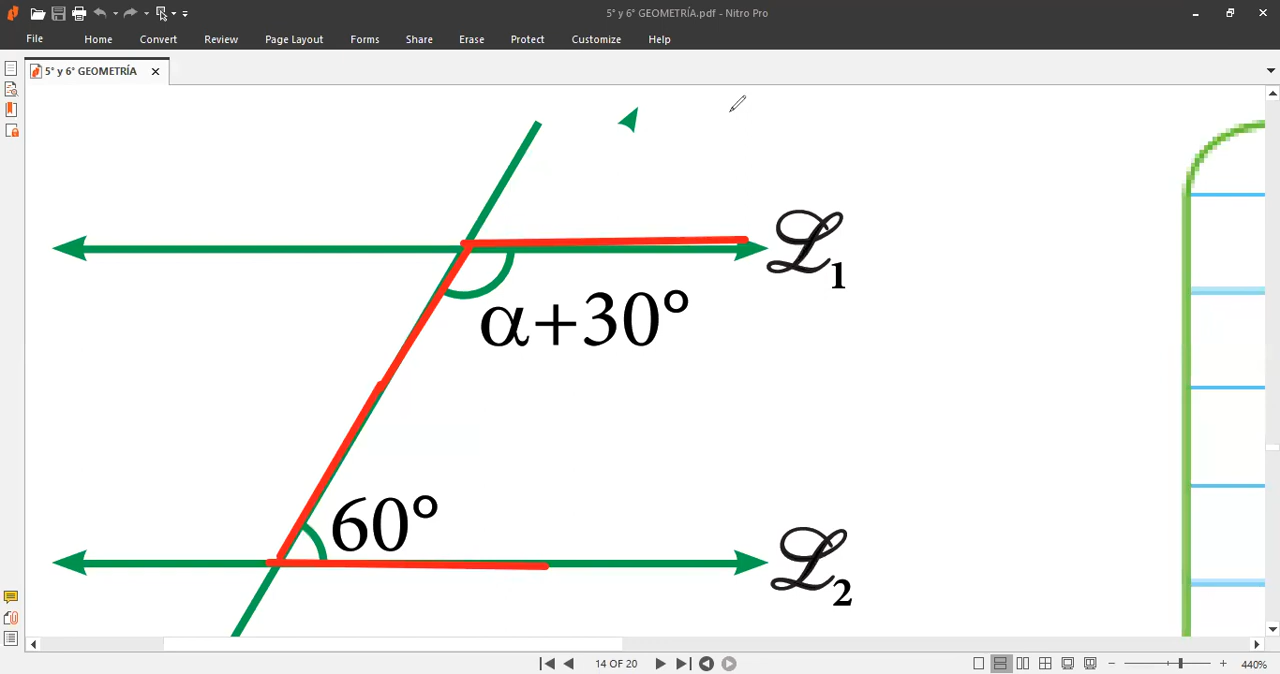 5° y 6° GEOMETRÍA.pdf - Nitro Pro
File Home Convert Review Page Layout Forms Share Erase Protect Customize Help
5° y 6° GEOMETRÍA
ℒ1
α+30°
60°
ℒ2
14 OF 20
440%